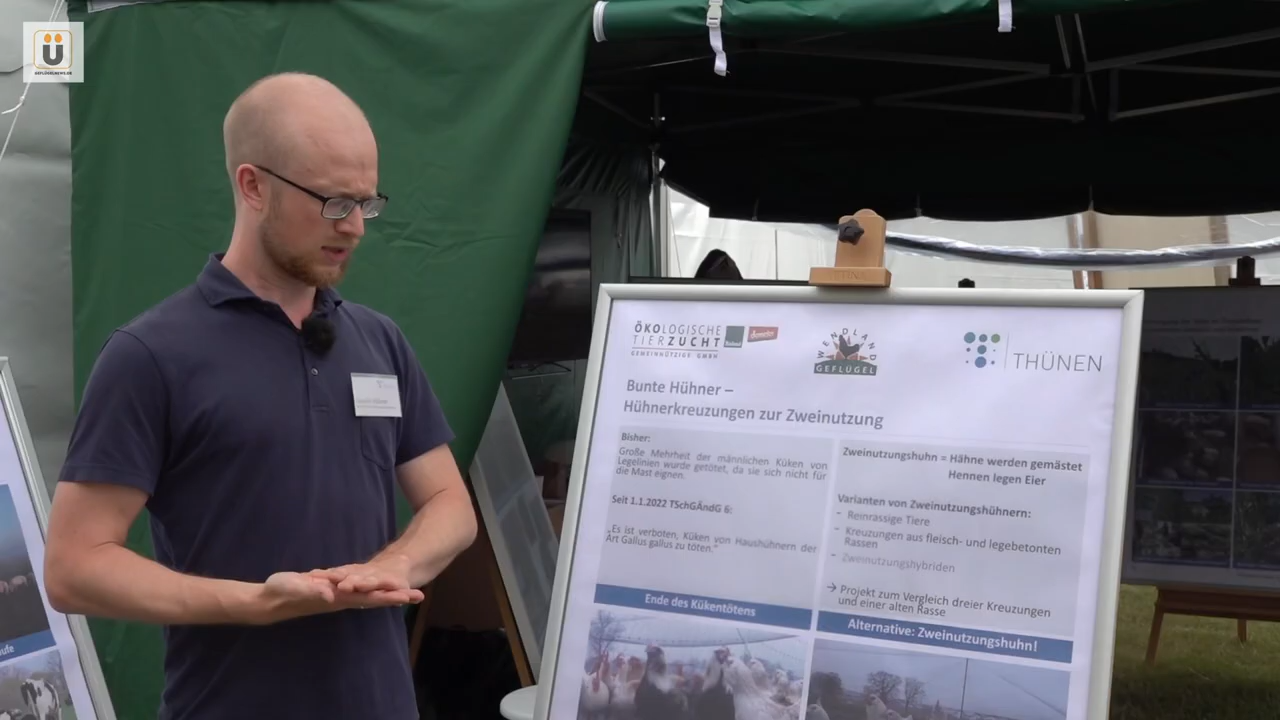 Ü
GEFLÜGELNEWS.DE
ÖKOLOGISCHE
TIERZUCHT
GEMEINNÜTZIGE GMBH
Bioland
demeter
WENDLAND
GEFLÜGEL
THÜNEN
Bunte Hühner –
Hühnerkreuzungen zur Zweinutzung
Bisher:
Große Mehrheit der männlichen Küken von
Legelinien wurde getötet, da sie sich nicht für
die Mast eignen.
Seit 1.1.2022 TSchGÄndG 6:
„Es ist verboten, Küken von Haushühnern der
Art Gallus gallus zu töten.“
Ende des Kükentötens
Zweinutzungshuhn = Hähne werden gemästet
Hennen legen Eier
Varianten von Zweinutzungshühnern:
- Reinrassige Tiere
- Kreuzungen aus fleisch- und legebetonten
Rassen
- Zweinutzungshybriden
→ Projekt zum Vergleich dreier Kreuzungen
und einer alten Rasse
Alternative: Zweinutzungshuhn!